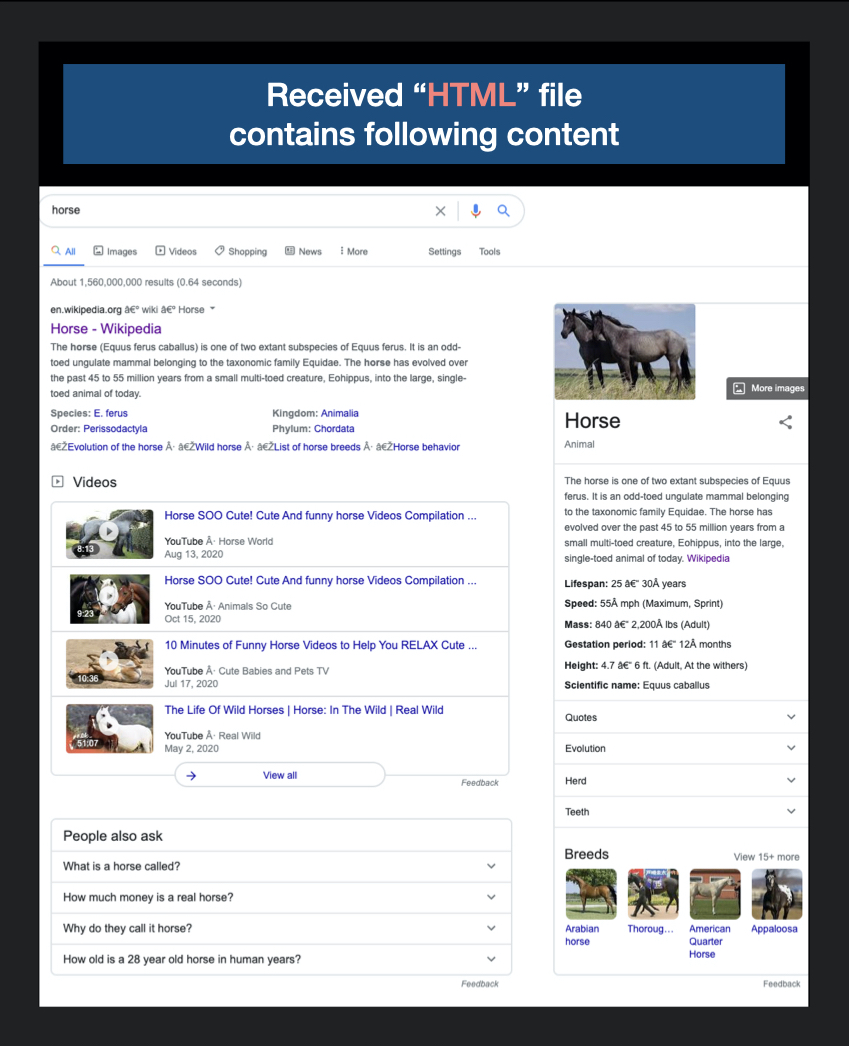 Received “HTML” file
contains following content
horse
All Images Videos Shopping News More Settings Tools
About 1,560,000,000 results (0.64 seconds)
en.wikipedia.org â€º wiki â€º Horse
Horse - Wikipedia
The horse (Equus ferus caballus) is one of two extant subspecies of Equus ferus. It is an odd-
toed ungulate mammal belonging to the taxonomic family Equidae. The horse has evolved over
the past 45 to 55 million years from a small multi-toed creature, Eohippus, into the large, single-
toed animal of today.
Species: E. ferus Kingdom: Animalia
Order: Perissodactyla Phylum: Chordata
â€ŽEvolution of the horse Â· â€ŽWild horse Â· â€ŽList of horse breeds Â· â€ŽHorse behavior
Videos
Horse SOO Cute! Cute And funny horse Videos Compilation ...
8:13
YouTube Â· Horse World
Aug 13, 2020
Horse SOO Cute! Cute And funny horse Videos Compilation ...
9:23
YouTube Â· Animals So Cute
Oct 15, 2020
10 Minutes of Funny Horse Videos to Help You RELAX Cute ...
10:36
YouTube Â· Cute Babies and Pets TV
Jul 17, 2020
The Life Of Wild Horses | Horse: In The Wild | Real Wild
51:07
YouTube Â· Real Wild
May 2, 2020
View all
Feedback
People also ask
What is a horse called?
How much money is a real horse?
Why do they call it horse?
How old is a 28 year old horse in human years?
Feedback
More images
Horse
Animal
The horse is one of two extant subspecies of Equus
ferus. It is an odd-toed ungulate mammal belonging
to the taxonomic family Equidae. The horse has
evolved over the past 45 to 55 million years from a
small multi-toed creature, Eohippus, into the large,
single-toed animal of today. Wikipedia
Lifespan: 25 â€“ 30Â years
Speed: 55Â mph (Maximum, Sprint)
Mass: 840 â€“ 2,200Â lbs (Adult)
Gestation period: 11 â€“ 12Â months
Height: 4.7 â€“ 6 ft. (Adult, At the withers)
Scientific name: Equus caballus
Quotes
Evolution
Herd
Teeth
Breeds View 15+ more
Arabian
horse
Thoroug...
American
Quarter
Horse
Appaloosa
Feedback